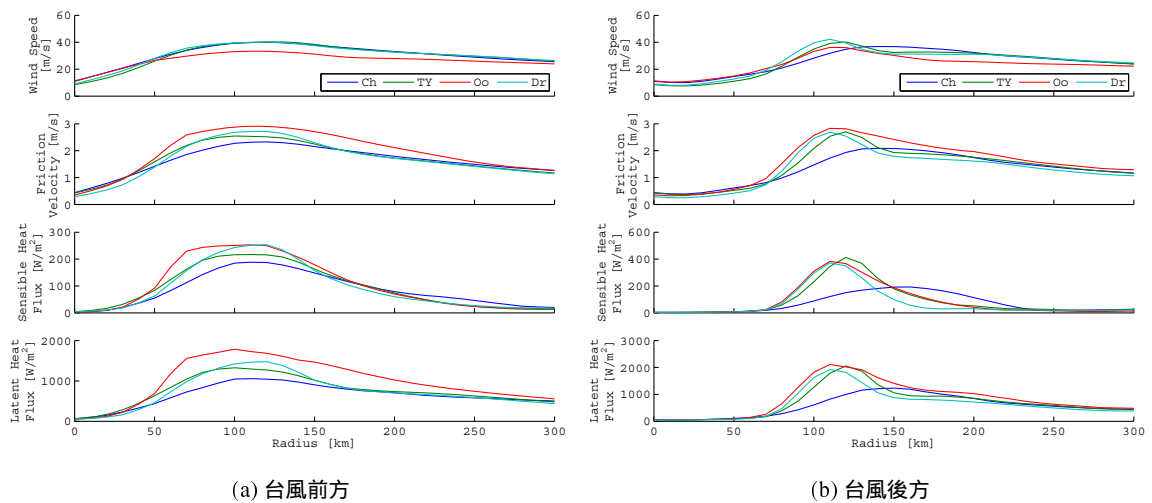 60
40
20
0
Wind Speed
[m/s]
Ch TY Oo Dr
3
2
1
0
Friction
Velocity [m/s]
300
200
100
0
Sensible Heat
Flux [W/m²]
2000
1000
0
Latent Heat
Flux [W/m²]
0 50 100 150 200 250 300
Radius [km]
(a) 台風前方
60
40
20
0
Wind Speed
[m/s]
Ch TY Oo Dr
3
2
1
0
Friction
Velocity [m/s]
600
400
200
0
Sensible Heat
Flux [W/m²]
3000
2000
1000
0
Latent Heat
Flux [W/m²]
0 50 100 150 200 250 300
Radius [km]
(b) 台風後方